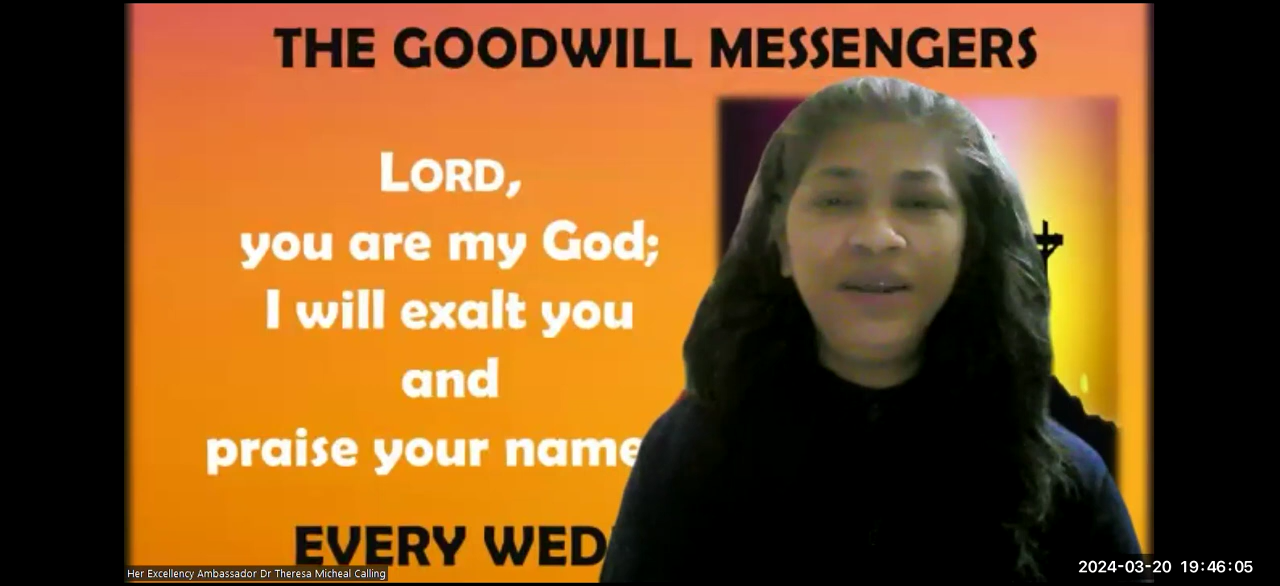 THE GOODWILL MESSENGERS
LORD,
you are my God;
I will exalt you
and
praise your name
EVERY WED
Her Excellency Ambassador Dr Theresa Micheal Calling
2024-03-20 19:46:05